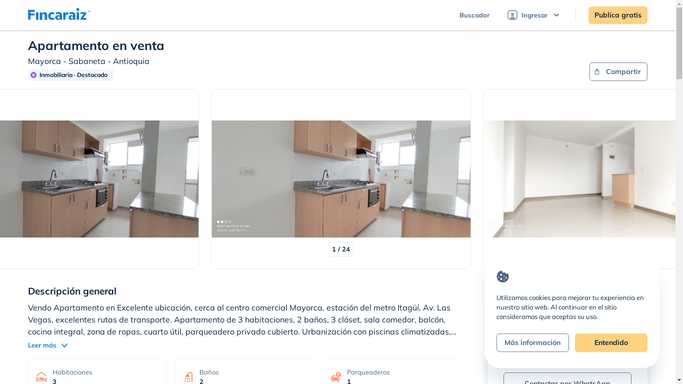 Fincaraiz
Buscador
Ingresar
Publica gratis
Apartamento en venta
Mayorca - Sabaneta - Antioquia
Inmobiliaria · Destacado
Compartir
1 / 24
Descripción general
Vendo Apartamento en Excelente ubicación, cerca al centro comercial Mayorca, estación del metro Itagüí, Av. Las
Vegas, excelentes rutas de transporte. Apartamento de 3 habitaciones, 2 baños, 3 clóset, sala comedor, balcón,
cocina integral, zona de ropas, cuarto útil, parqueadero privado cubierto. Urbanización con piscinas climatizadas,...
Leer más
Habitaciones
3
Baños
2
Parqueaderos
1
Utilizamos cookies para mejorar tu experiencia en
nuestro sitio web. Al continuar en el sitio
consideramos que aceptas su uso.
Más información
Entendido
Contactar por WhatsApp